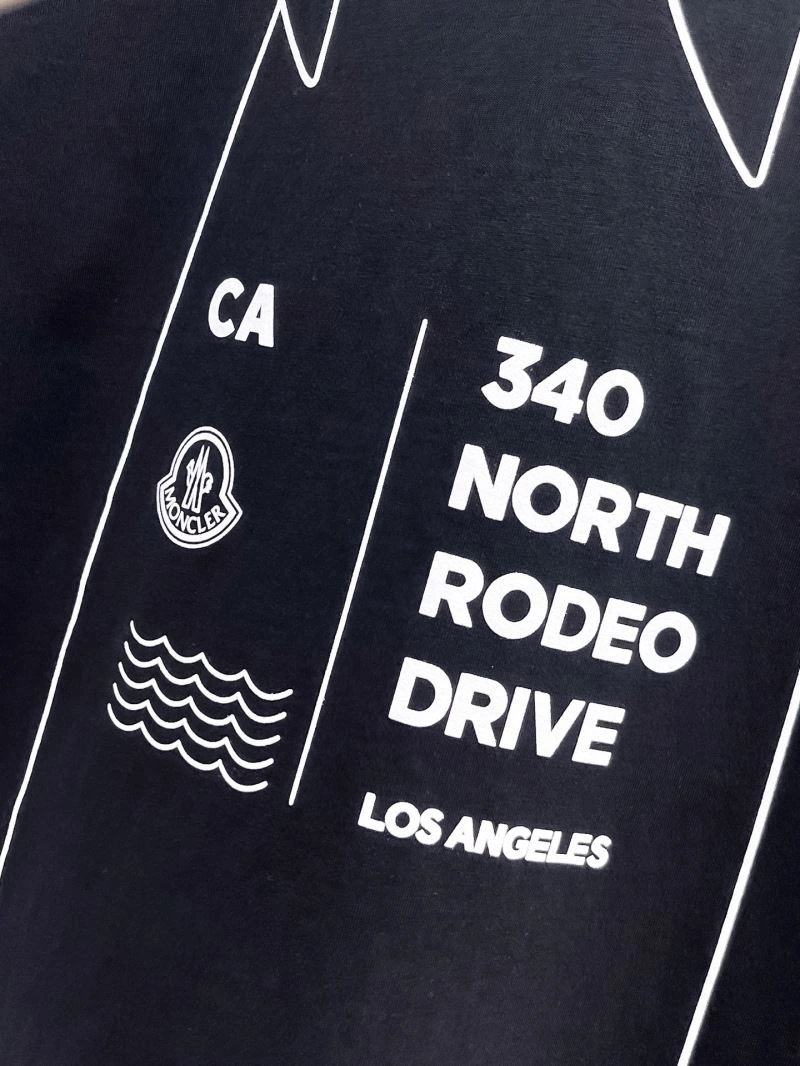 CA
MONCLER
340
NORTH
RODEO
DRIVE
LOS ANGELES